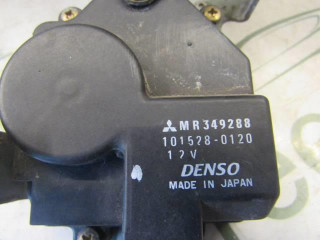 MR349288
101528-0120
12V
DENSO
MADE IN JAPAN